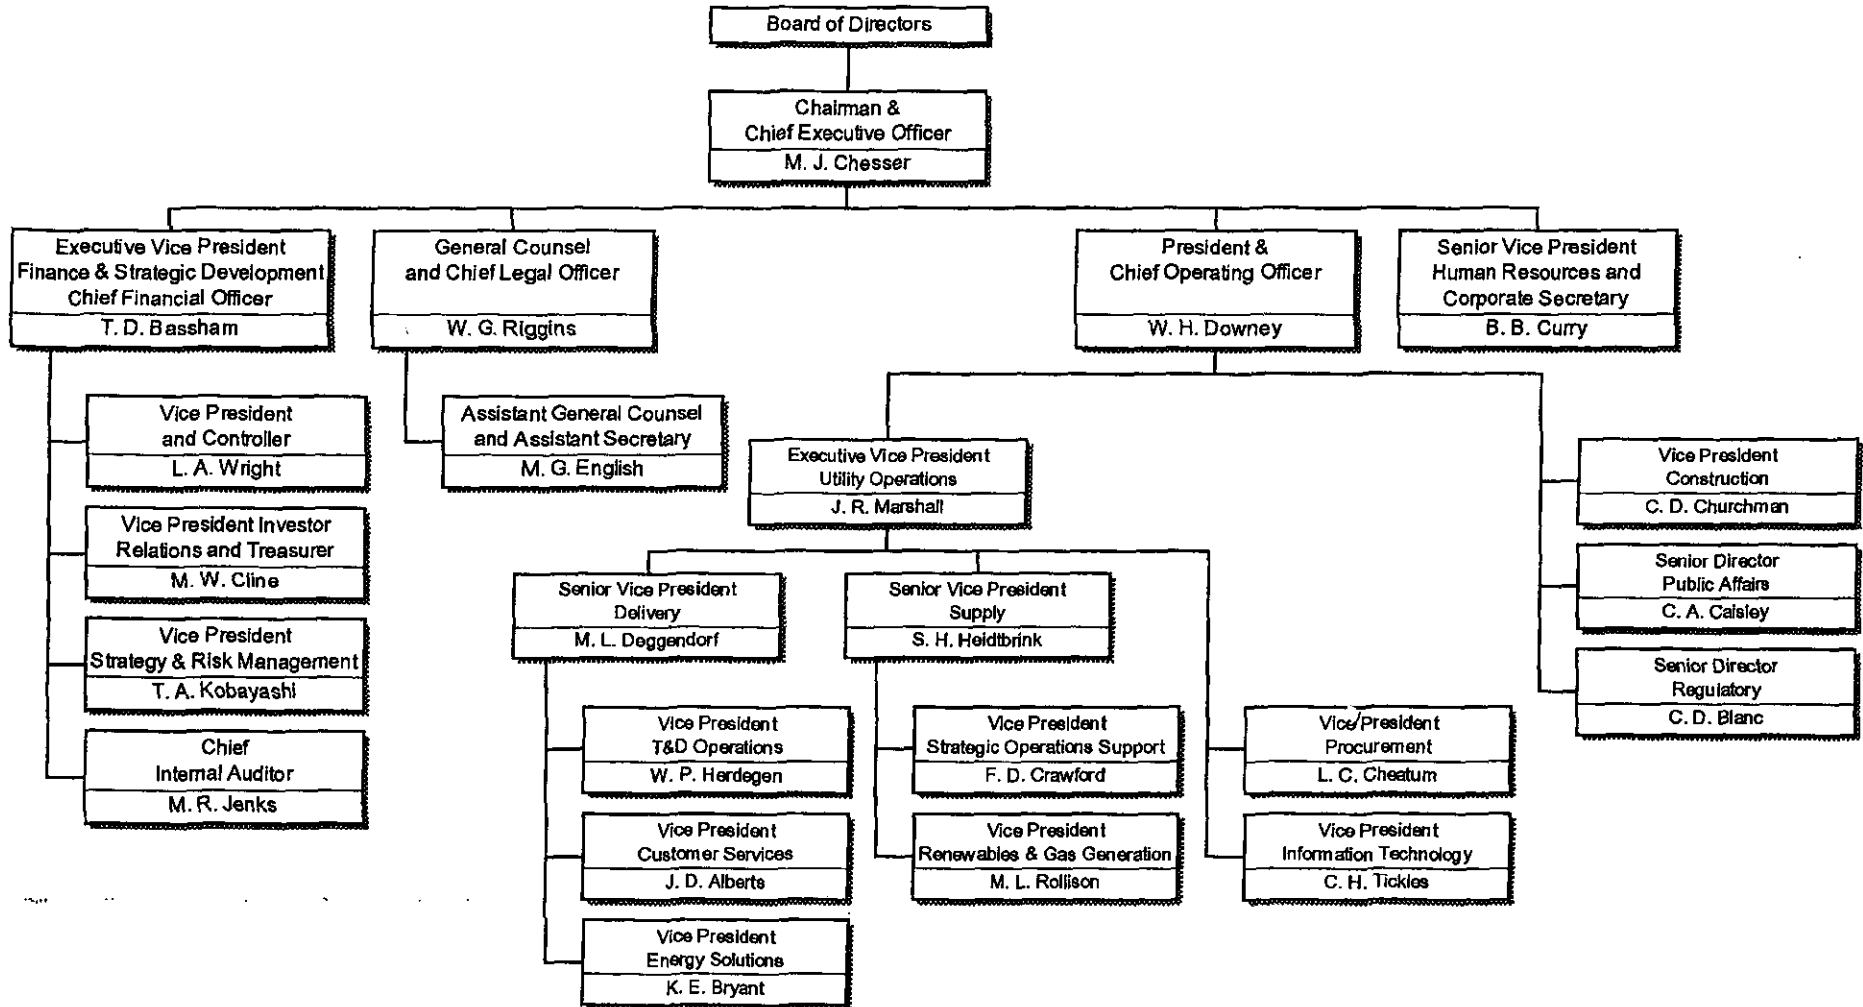 Board of Directors
Chairman &
Chief Executive Officer
M. J. Chesser
Executive Vice President
Finance & Strategic Development
Chief Financial Officer
T. D. Bassham
General Counsel
and Chief Legal Officer
W. G. Riggins
President &
Chief Operating Officer
W. H. Downey
Senior Vice President
Human Resources and
Corporate Secretary
B. B. Curry
Vice President
and Controller
L. A. Wright
Vice President Investor
Relations and Treasurer
M. W. Cline
Vice President
Strategy & Risk Management
T. A. Kobayashi
Chief
Internal Auditor
M. R. Jenks
Assistant General Counsel
and Assistant Secretary
M. G. English
Executive Vice President
Utility Operations
J. R. Marshall
Senior Vice President
Delivery
M. L. Deggendorf
Vice President
T&D Operations
W. P. Herdegen
Vice President
Customer Services
J. D. Alberts
Vice President
Energy Solutions
K. E. Bryant
Senior Vice President
Supply
S. H. Heidtbrink
Vice President
Strategic Operations Support
F. D. Crawford
Vice President
Renewables & Gas Generation
M. L. Rollison
Vice President
Procurement
L. C. Cheatum
Vice President
Information Technology
C. H. Tickles
Vice President
Construction
C. D. Churchman
Senior Director
Public Affairs
C. A. Caisley
Senior Director
Regulatory
C. D. Blanc